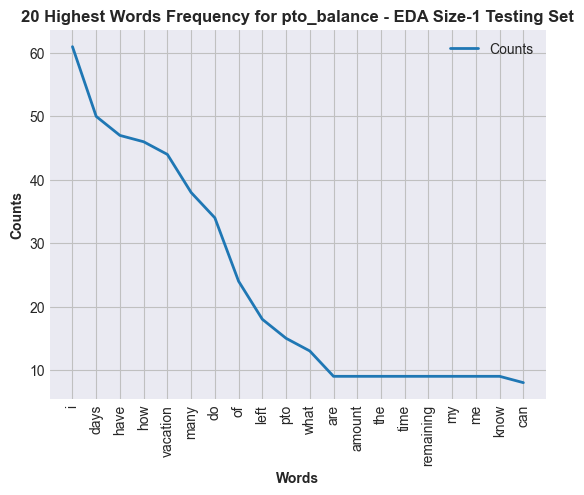 20 Highest Words Frequency for pto_balance - EDA Size-1 Testing Set
Counts
60
50
40
30
20
10
Counts
i
days
have
how
vacation
many
do
of
left
pto
what
are
amount
the
time
remaining
my
me
know
can
Words